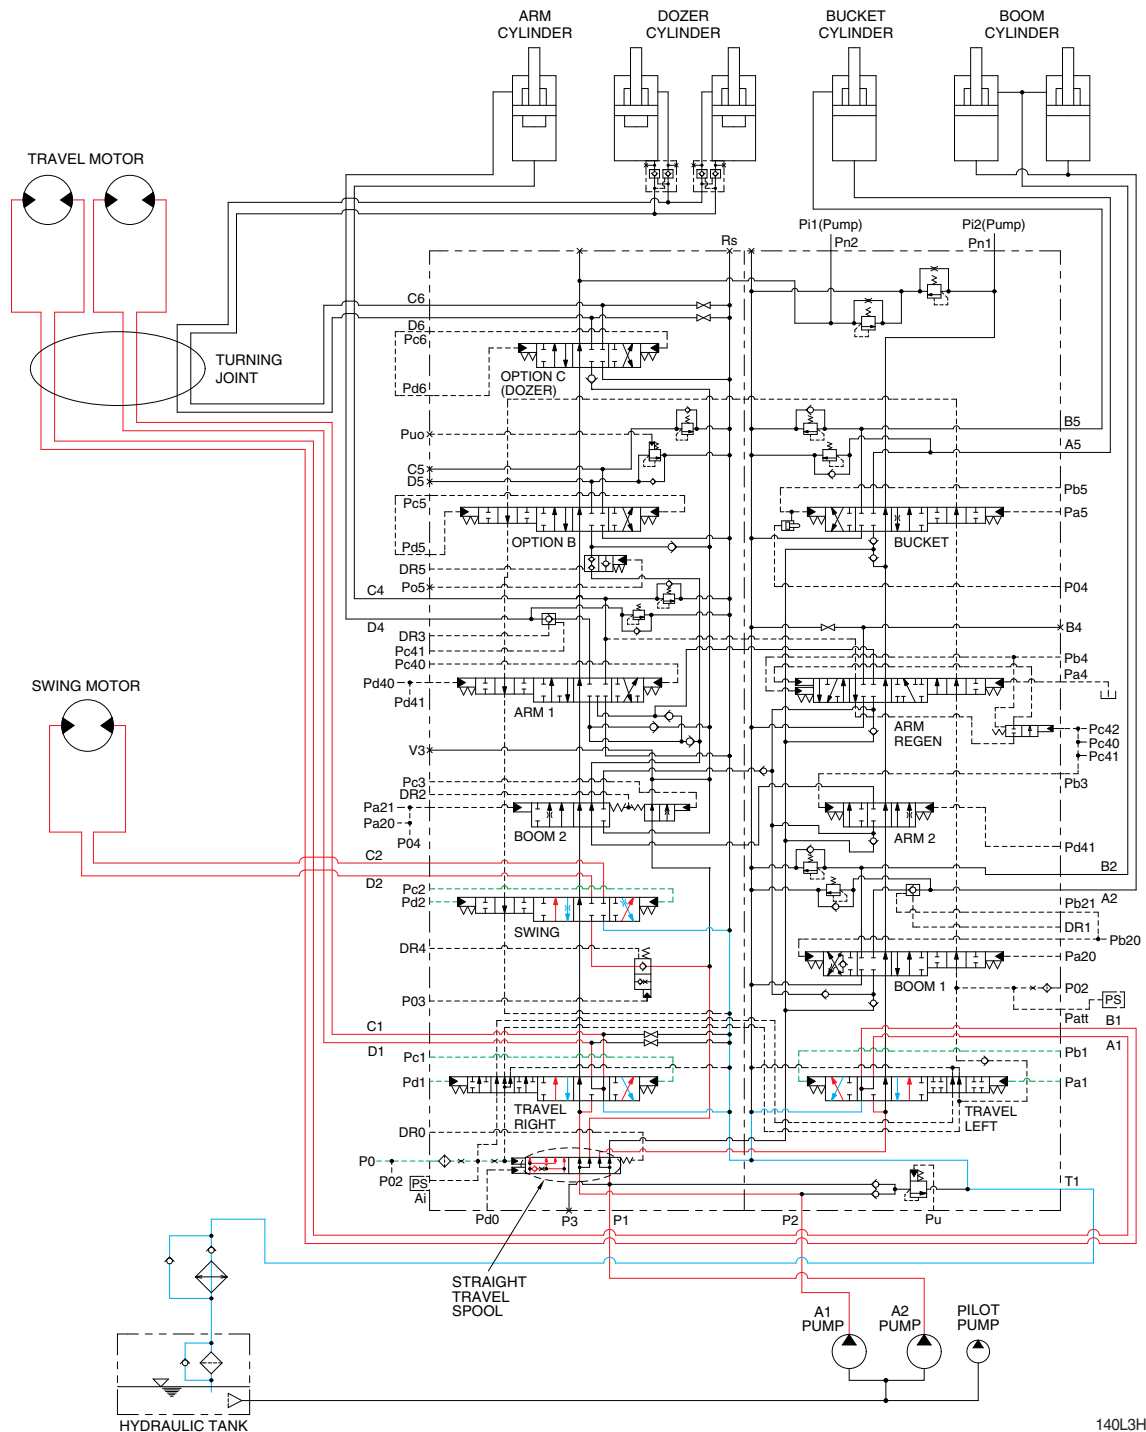 ARM
CYLINDER
DOZER
CYLINDER
BUCKET
CYLINDER
BOOM
CYLINDER
TRAVEL MOTOR
TURNING
JOINT
SWING MOTOR
Rs
Pi1(Pump)
Pn2
Pi2(Pump)
Pn1
C6
D6
Pc6
Pd6
OPTION C
(DOZER)
Puo
C5
D5
Pc5
Pd5
OPTION B
DR5
Po5
C4
D4
DR3
Pc41
Pc40
Pd40
Pd41
ARM 1
V3
Pc3
DR2
Pa21
Pa20
P04
BOOM 2
C2
D2
Pc2
Pd2
SWING
DR4
P03
C1
D1
Pc1
Pd1
TRAVEL
RIGHT
DR0
P0
P02
PS
Ai
Pd0
P3
P1
P2
Pu
B5
A5
Pb5
Pa5
BUCKET
P04
B4
Pb4
Pa4
ARM
REGEN
Pc42
Pc40
Pc41
Pb3
ARM 2
Pd41
B2
A2
Pb21
DR1
Pb20
Pa20
BOOM 1
P02
PS
Patt
B1
A1
Pb1
Pa1
TRAVEL
LEFT
T1
STRAIGHT
TRAVEL
SPOOL
A1
PUMP
A2
PUMP
PILOT
PUMP
HYDRAULIC TANK
140L3H